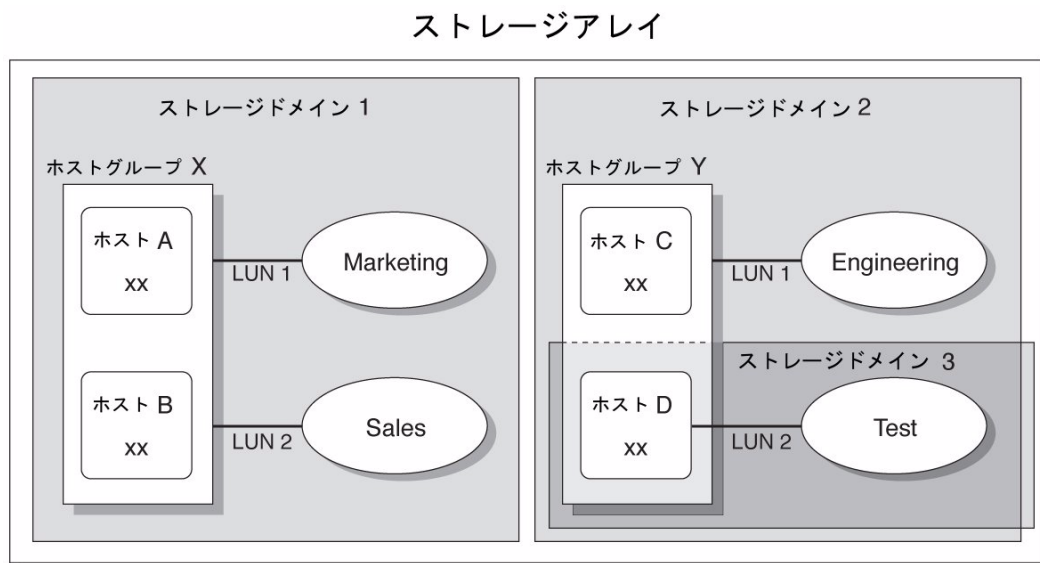 ストレージアレイ
ストレージドメイン 1
ホストグループ X
ホスト A
xx
LUN 1
Marketing
ホスト B
xx
LUN 2
Sales
ストレージドメイン 2
ホストグループ Y
ホスト C
xx
LUN 1
Engineering
ストレージドメイン 3
ホスト D
xx
LUN 2
Test